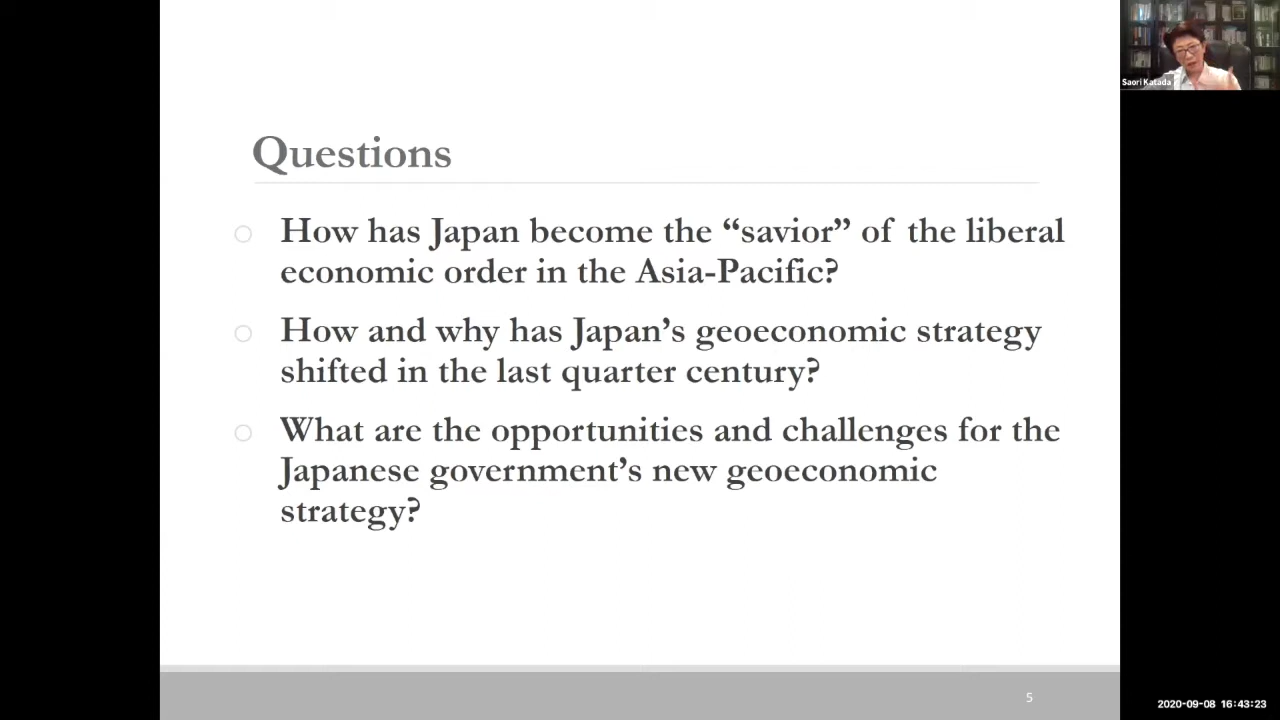 Saori Katada
Questions
How has Japan become the “savior” of the liberal
economic order in the Asia-Pacific?
How and why has Japan’s geoeconomic strategy
shifted in the last quarter century?
What are the opportunities and challenges for the
Japanese government’s new geoeconomic
strategy?
5
2020-09-08 16:43:23